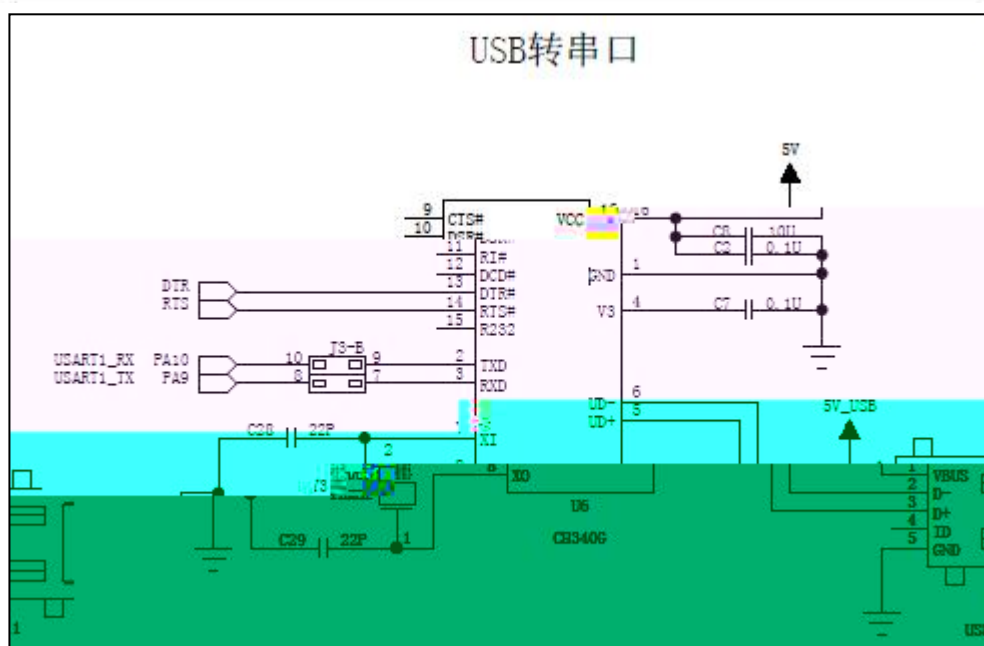 USB转串口
5V
9 CTS# VCC
10
11
RI#
12 DCD# GND 1
DTR 13 DTR#
RTS 14 RTS# V3 4 C7 0.1U
15 R232
C2 0.1U
J3-B
USART1_RX PA10 10 9 2 TXD
USART1_TX PA9 8 7 3 RXD
UD- 6
UD+ 5
5V_USB
C28 22P XI
2
XO
1 VBUS
2 D-
3 D+
4 ID
5 GND
U6
CH340G
C29 22P 1
1